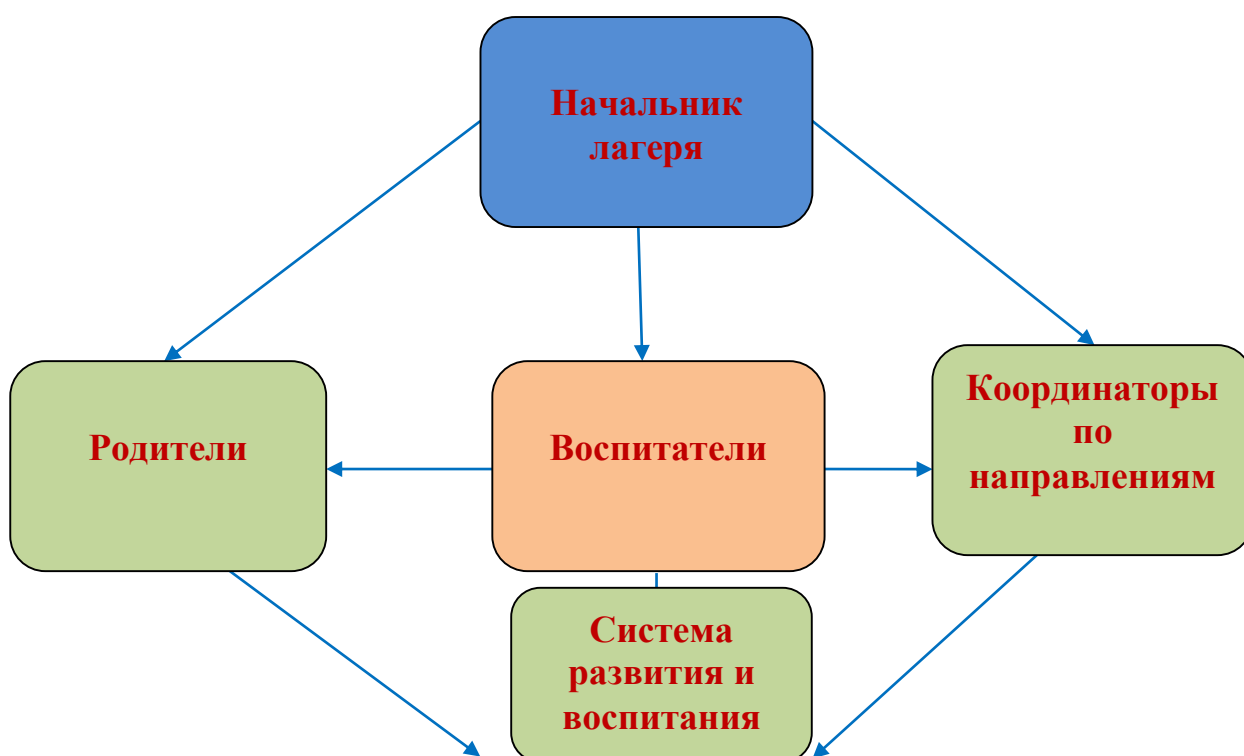 Начальник
лагеря
Родители
Воспитатели
Координаторы
по
направлениям
Система
развития и
воспитания